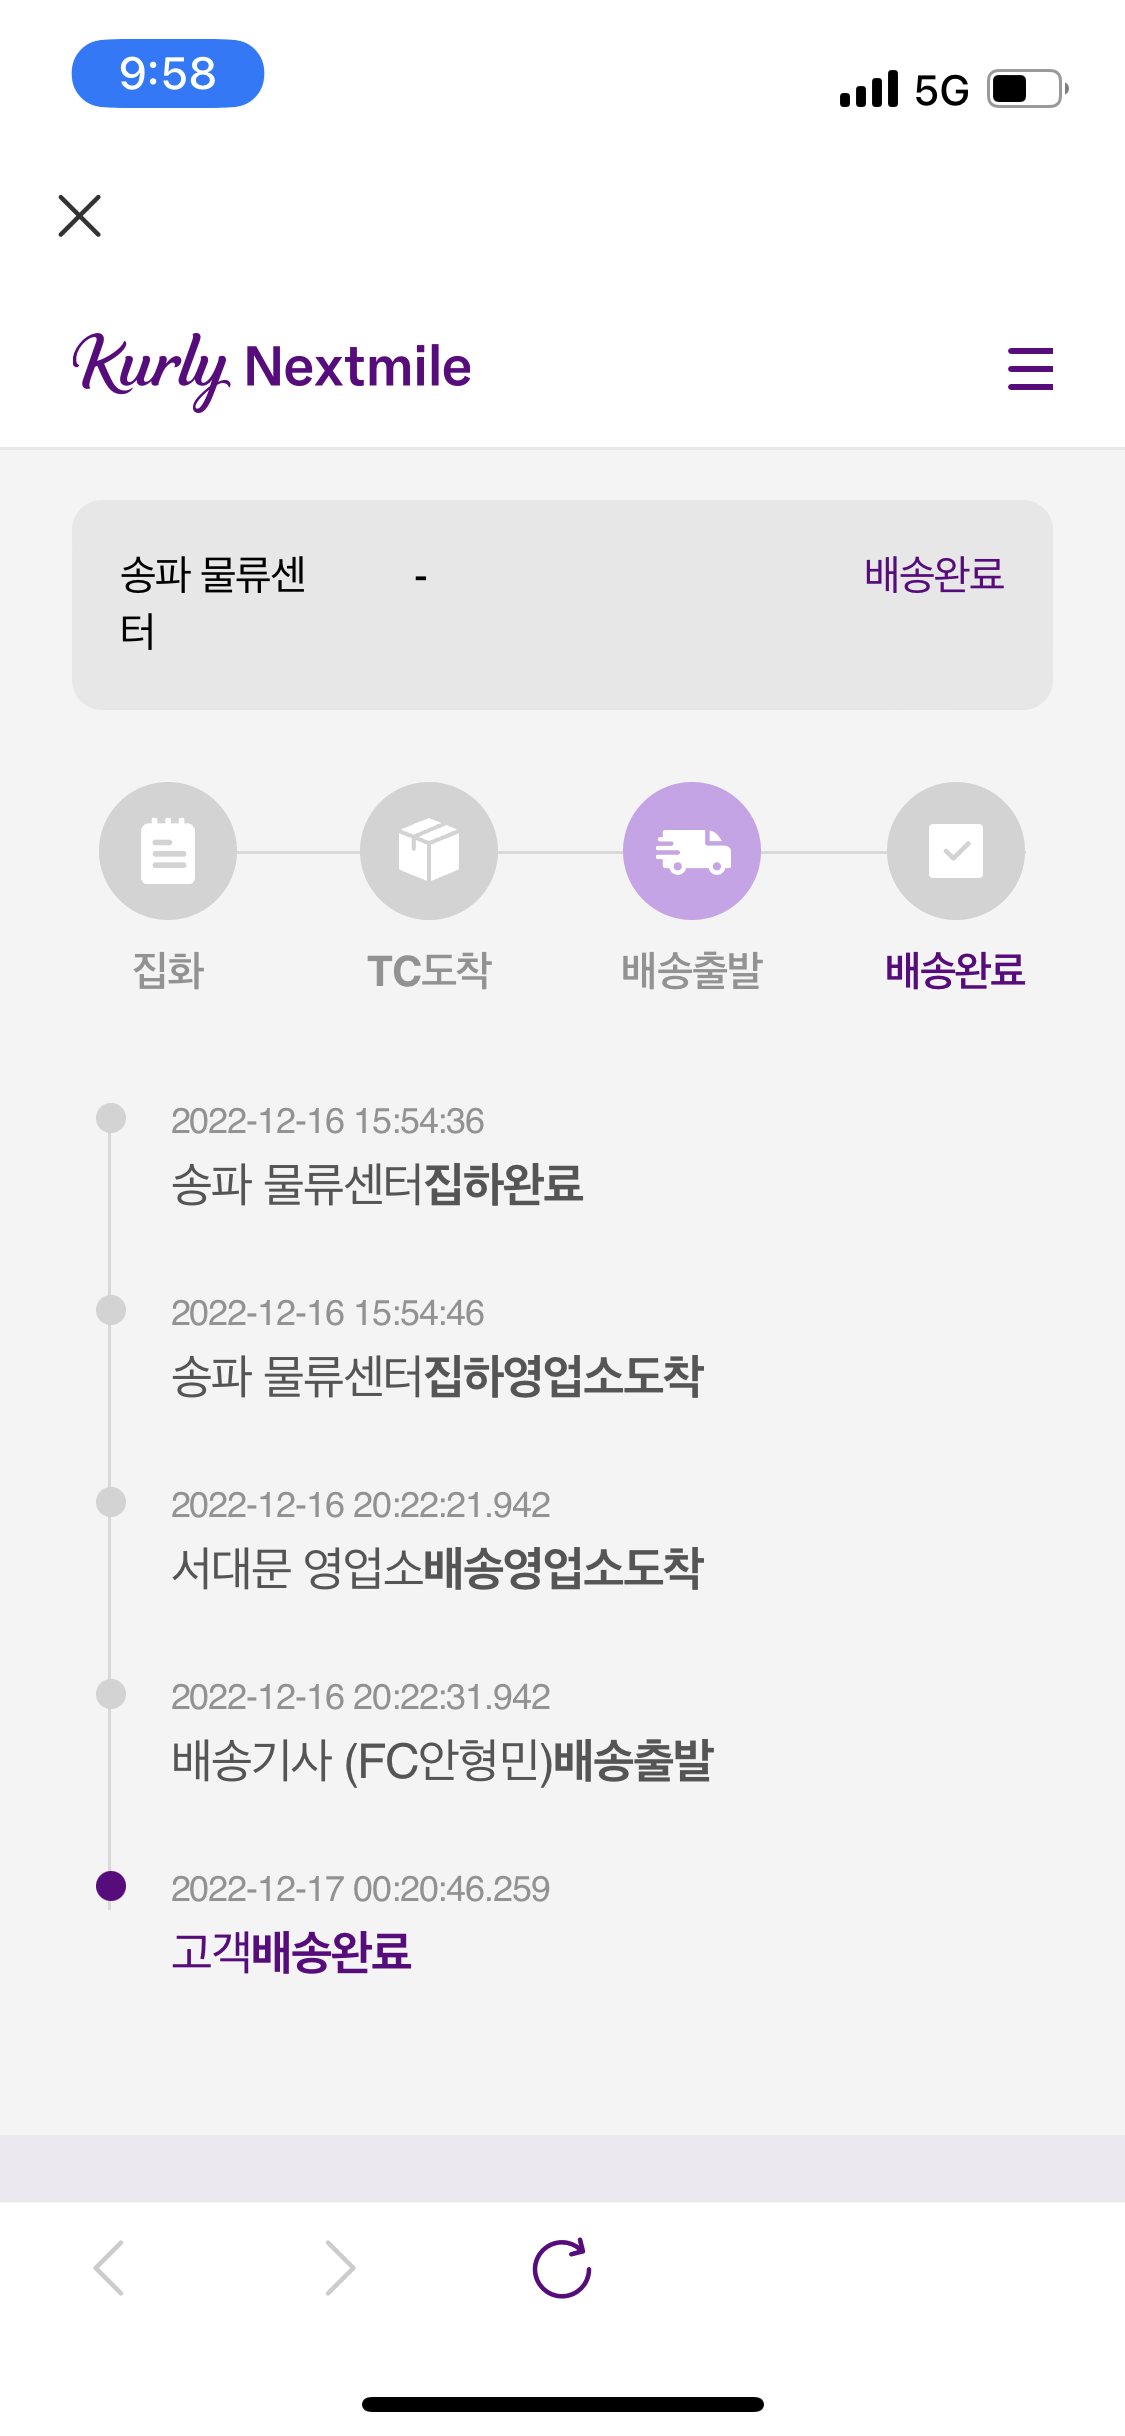 9:58
5G
Kurly Nextmile
송파 물류센
터
-
배송완료
집화
TC도착
배송출발
배송완료
2022-12-16 15:54:36
송파 물류센터집하완료
2022-12-16 15:54:46
송파 물류센터집하영업소도착
2022-12-16 20:22:21.942
서대문 영업소배송영업소도착
2022-12-16 20:22:31.942
배송기사 (FC안형민)배송출발
2022-12-17 00:20:46.259
고객배송완료